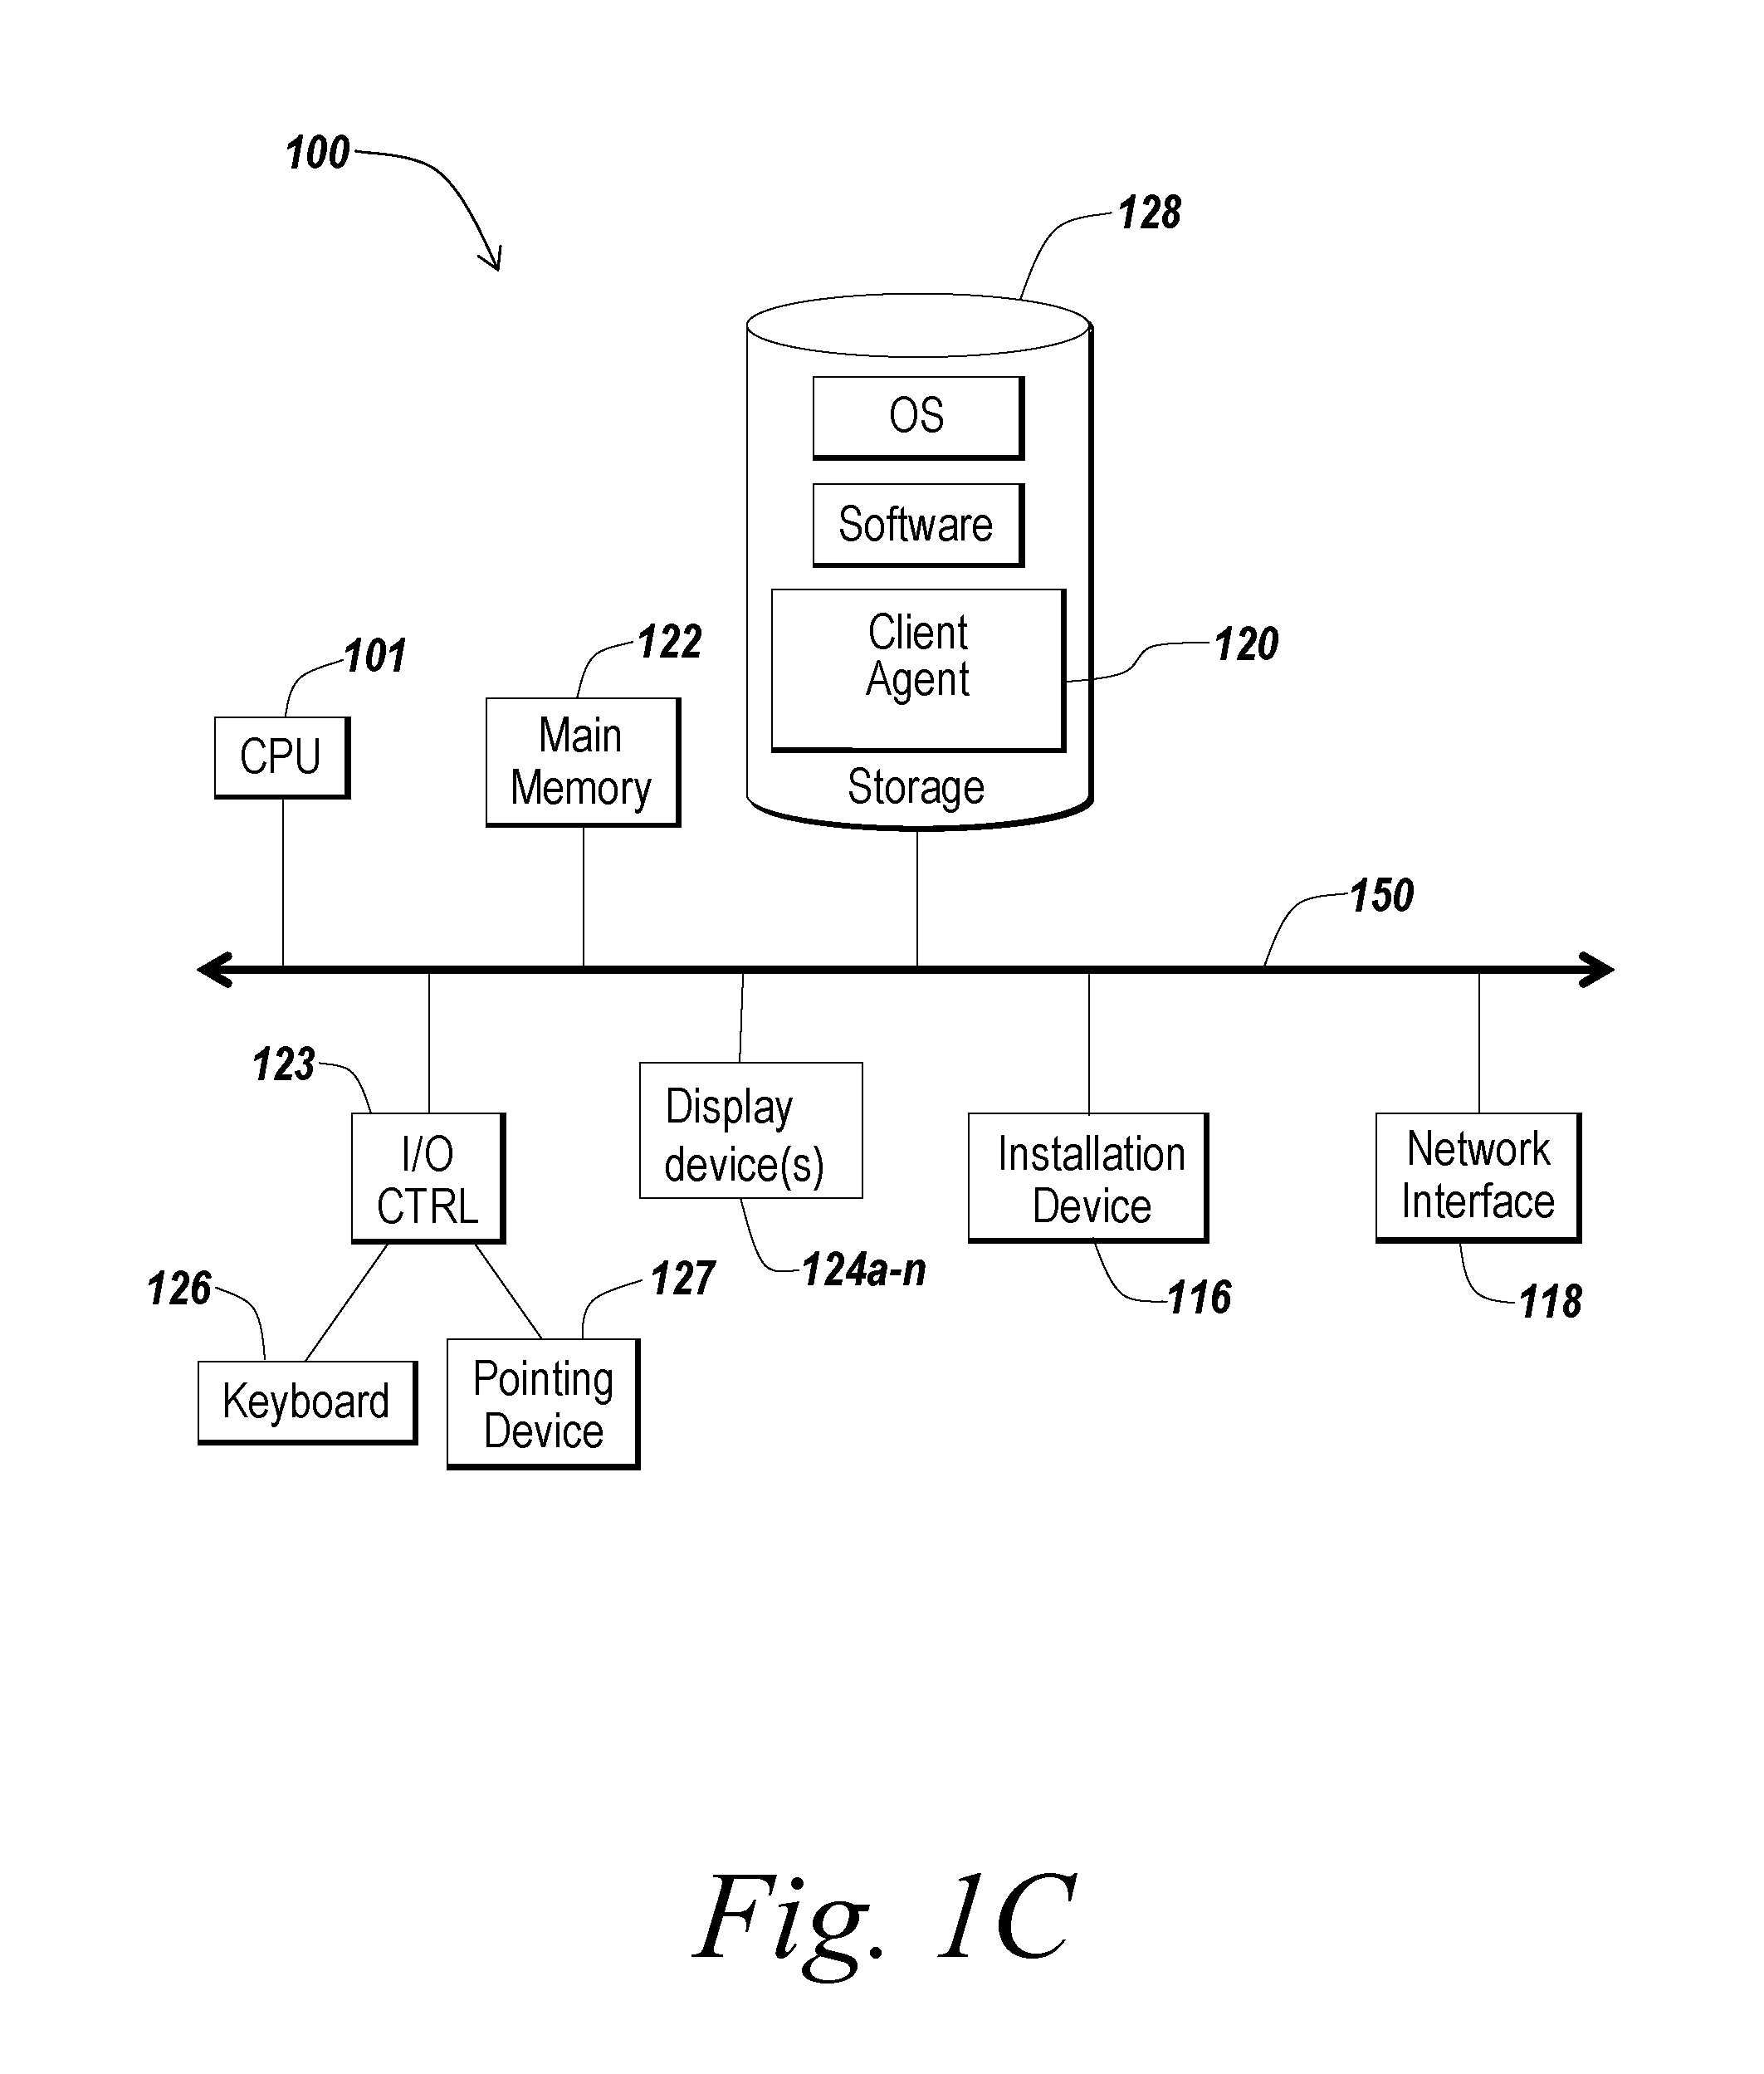 100
128
OS
Software
Client
Agent
120
Storage
101
CPU
122
Main
Memory
150
123
I/O
CTRL
Display
device(s)
124a-n
Installation
Device
116
Network
Interface
118
126
Keyboard
127
Pointing
Device
Fig. 1C